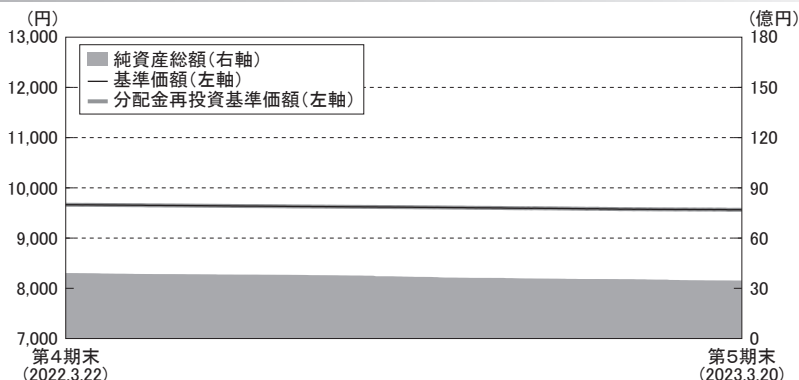 (円)
(億円)
13,000
12,000
11,000
10,000
9,000
8,000
7,000
180
150
120
90
60
30
0
純資産総額(右軸)
基準価額(左軸)
分配金再投資基準価額(左軸)
第4期末
(2022.3.22)
第5期末
(2023.3.20)